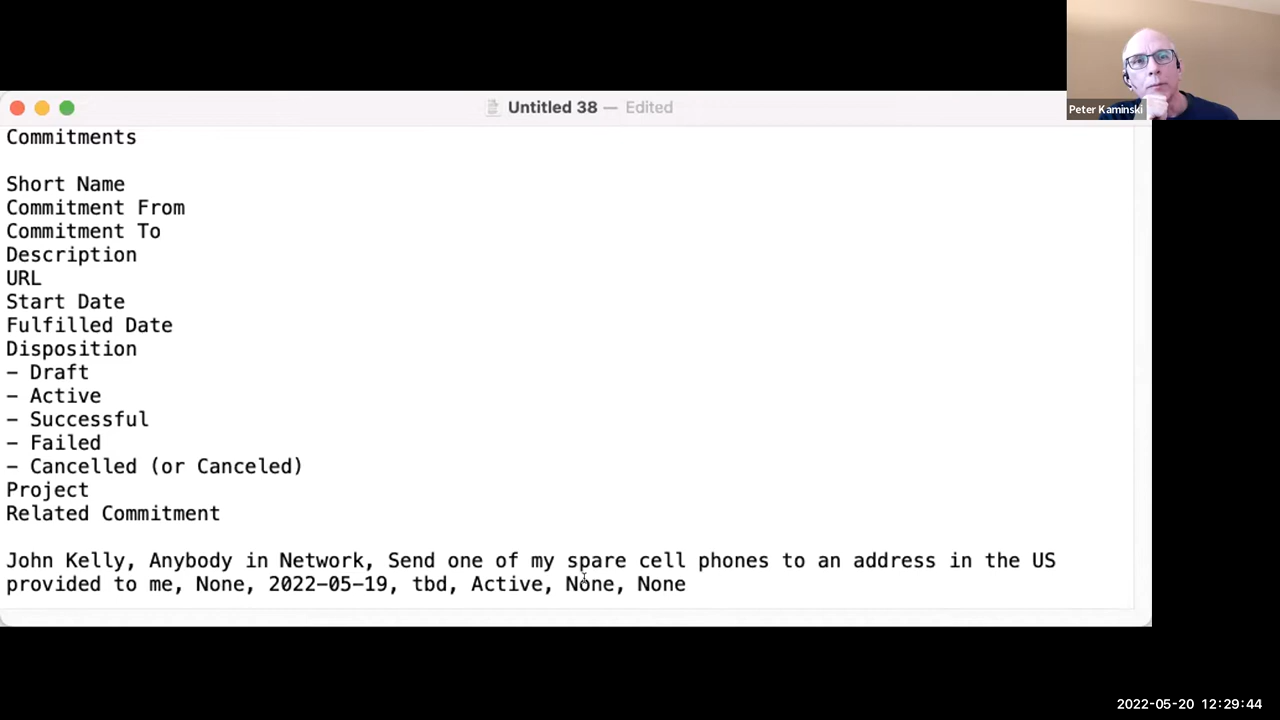 Untitled 38 — Edited
Peter Kaminski
Commitments
Short Name
Commitment From
Commitment To
Description
URL
Start Date
Fulfilled Date
Disposition
- Draft
- Active
- Successful
- Failed
- Cancelled (or Canceled)
Project
Related Commitment
John Kelly, Anybody in Network, Send one of my spare cell phones to an address in the US
provided to me, None, 2022-05-19, tbd, Active, None, None
2022-05-20 12:29:44